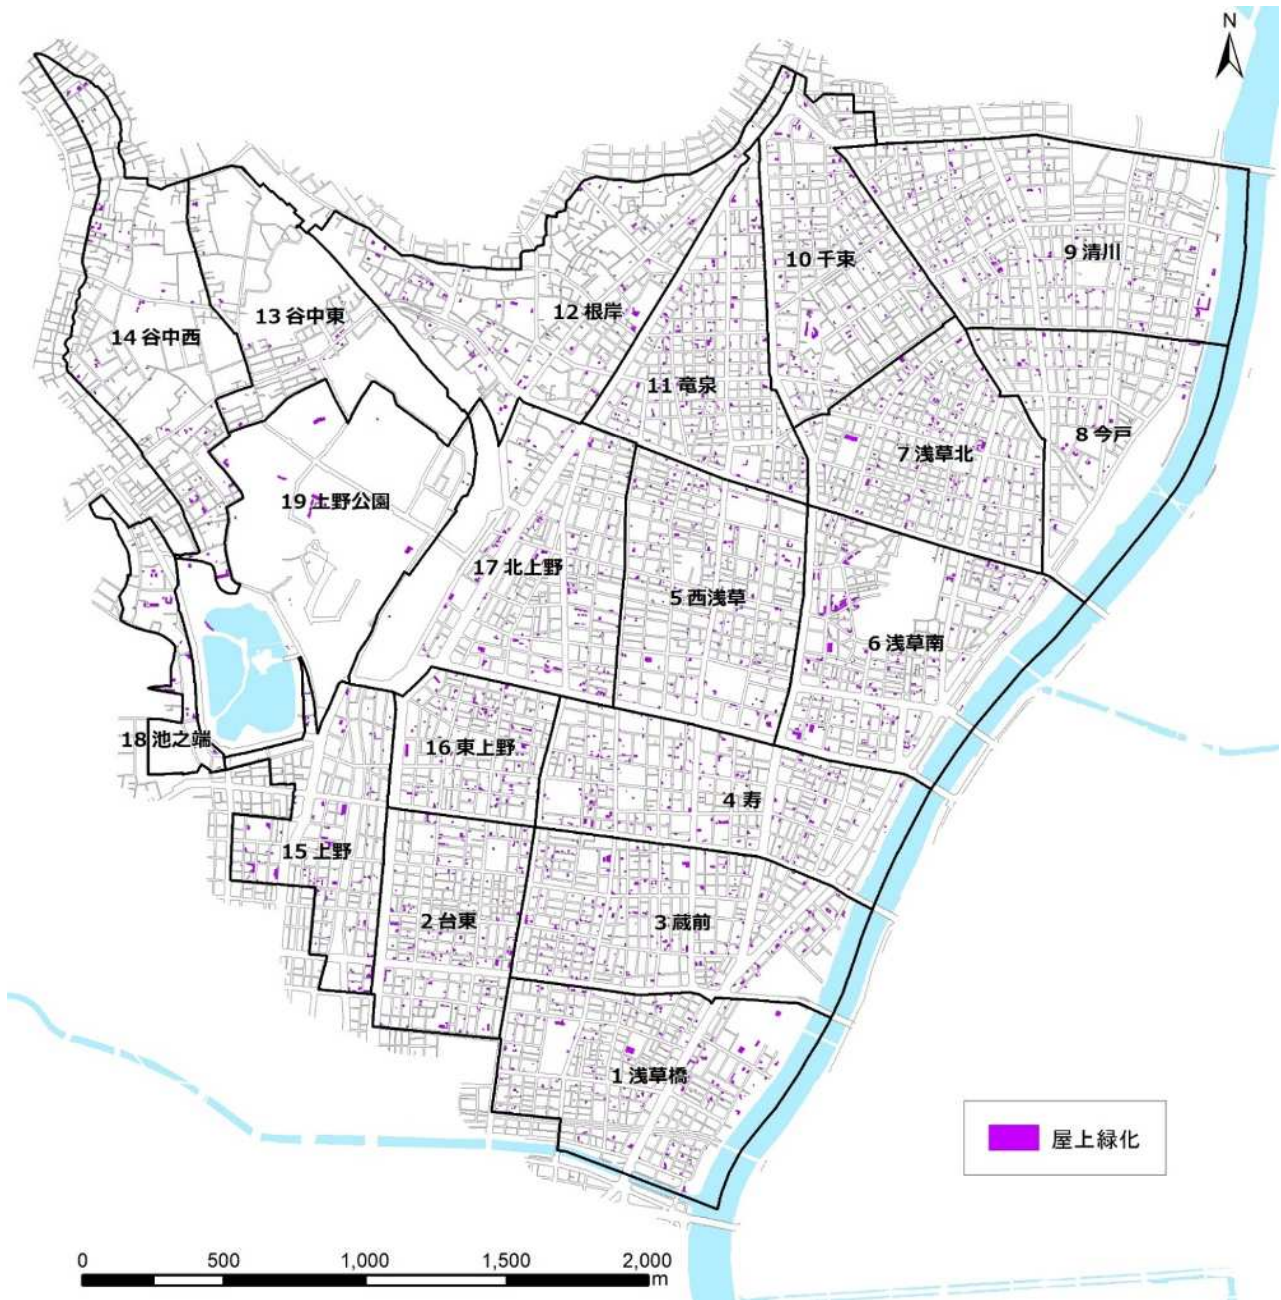 N
9 清川
10 千束
12 根岸
13 谷中東
14 谷中西
11 竜泉
8 今戸
7 浅草北
19 上野公園
17 北上野
5 西浅草
6 浅草南
18 池之端
16 東上野
4 寿
15 上野
2 台東
3 蔵前
1 浅草橋
屋上緑化
0 500 1,000 1,500 2,000
m